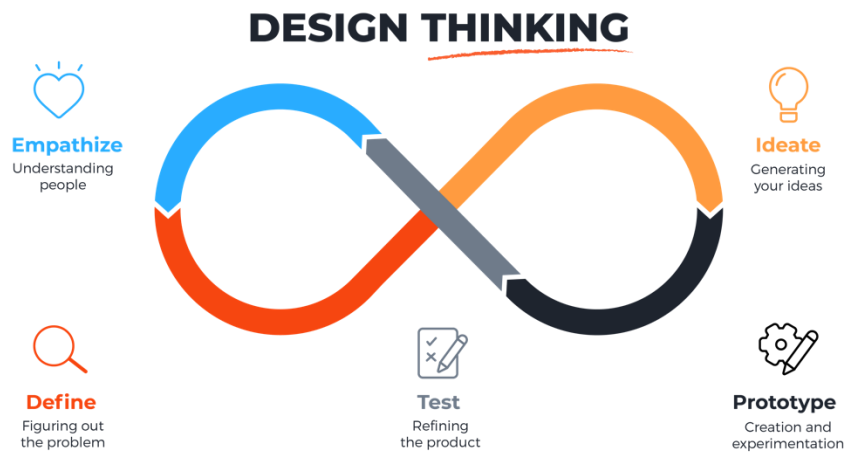 DESIGN THINKING
Empathize
Understanding
people
Ideate
Generating
your ideas
Define
Figuring out
the problem
Test
Refining
the product
Prototype
Creation and
experimentation